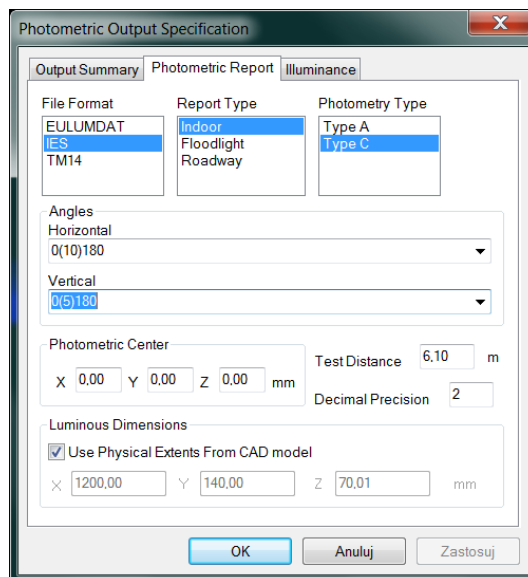 Photometric Output Specification
Output Summary Photometric Report Illuminance
File Format Report Type Photometry Type
EULUMDAT Indoor Type A
IES Floodlight Type C
TM14 Roadway
Angles
Horizontal
0(10)180
Vertical
0(5)180
Photometric Center
X 0,00 Y 0,00 Z 0,00 mm
Test Distance 6,10 m
Decimal Precision 2
Luminous Dimensions
Use Physical Extents From CAD model
X 1200,00 Y 140,00 Z 70,01 mm
OK Anuluj Zastosuj